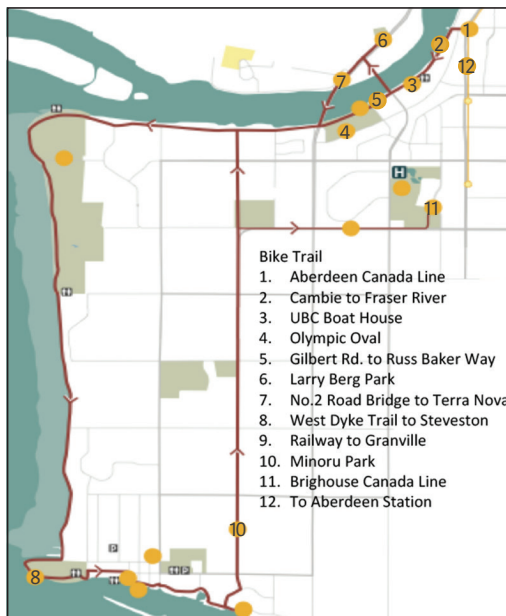 1
2
12
6
7
3
5
4
H
11
Bike Trail
1. Aberdeen Canada Line
2. Cambie to Fraser River
3. UBC Boat House
4. Olympic Oval
5. Gilbert Rd. to Russ Baker Way
6. Larry Berg Park
7. No.2 Road Bridge to Terra Nova
8. West Dyke Trail to Steveston
9. Railway to Granville
10. Minoru Park
11. Brighouse Canada Line
12. To Aberdeen Station
10
P
P
8